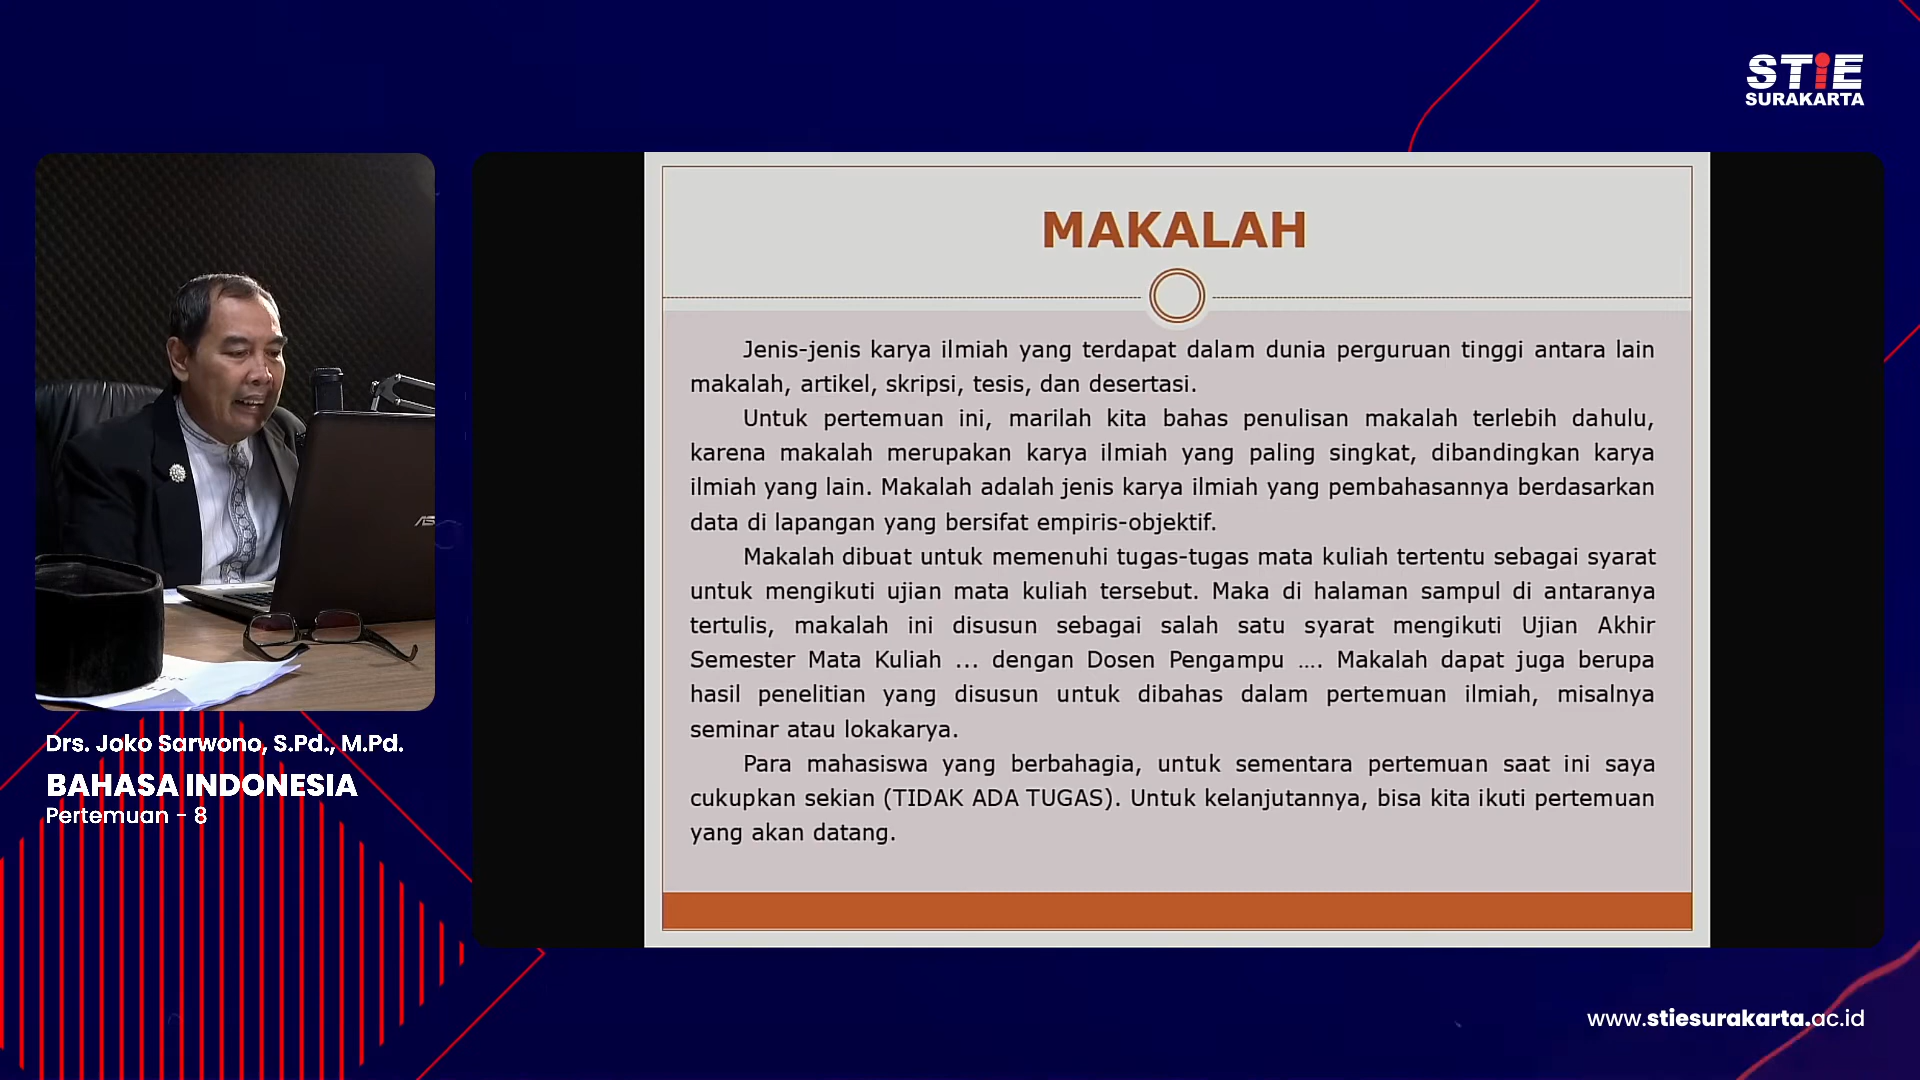 STiE
SURAKARTA
MAKALAH
Jenis-jenis karya ilmiah yang terdapat dalam dunia perguruan tinggi antara lain
makalah, artikel, skripsi, tesis, dan desertasi.
Untuk pertemuan ini, marilah kita bahas penulisan makalah terlebih dahulu,
karena makalah merupakan karya ilmiah yang paling singkat, dibandingkan karya
ilmiah yang lain. Makalah adalah jenis karya ilmiah yang pembahasannya berdasarkan
data di lapangan yang bersifat empiris-objektif.
Makalah dibuat untuk memenuhi tugas-tugas mata kuliah tertentu sebagai syarat
untuk mengikuti ujian mata kuliah tersebut. Maka di halaman sampul di antaranya
tertulis, makalah ini disusun sebagai salah satu syarat mengikuti Ujian Akhir
Semester Mata Kuliah ... dengan Dosen Pengampu .... Makalah dapat juga berupa
hasil penelitian yang disusun untuk dibahas dalam pertemuan ilmiah, misalnya
seminar atau lokakarya.
Para mahasiswa yang berbahagia, untuk sementara pertemuan saat ini saya
cukupkan sekian (TIDAK ADA TUGAS). Untuk kelanjutannya, bisa kita ikuti pertemuan
yang akan datang.
Drs. Joko Sarwono, S.Pd., M.Pd.
BAHASA INDONESIA
Pertemuan - 8
www.stiesurakarta.ac.id